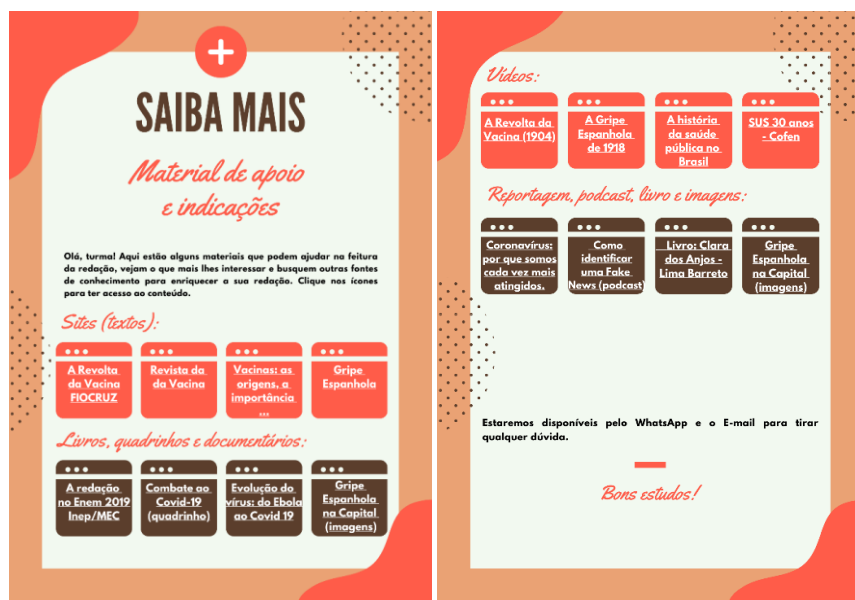 SAIBA MAIS
Material de apoio
e indicações
Olá, turma! Aqui estão alguns materiais que podem ajudar na feitura
da redação, vejam o que mais lhes interessar e busquem outras fontes
de conhecimento para enriquecer a sua redação. Clique nos ícones
para ter acesso ao conteúdo.
Sites (textos):
A Revolta
da Vacina
FIOCRUZ
Revista da
da Vacina
Vacinas: as
origens, a
importância
...
Gripe
Espanhola
Livros, quadrinhos e documentários:
A redação
no Enem 2019
Inep/MEC
Combate ao
Covid-19
(quadrinho)
Evolução do
vírus: do Ebola
ao Covid 19
Gripe
Espanhola
na Capital
(imagens)
Vídeos:
A Revolta da
Vacina (1904)
A Gripe
Espanhola
de 1918
A história
da saúde
pública no
Brasil
SUS 30 anos
- Cofen
Reportagem, podcast, livro e imagens:
Coronavírus:
por que somos
cada vez mais
atingidos.
Como
identificar
uma Fake
News (podcast)
Livro: Clara
dos Anjos -
Lima Barreto
Gripe
Espanhola
na Capital
(imagens)
Estaremos disponíveis pelo WhatsApp e o E-mail para tirar
qualquer dúvida.
Bons estudos!